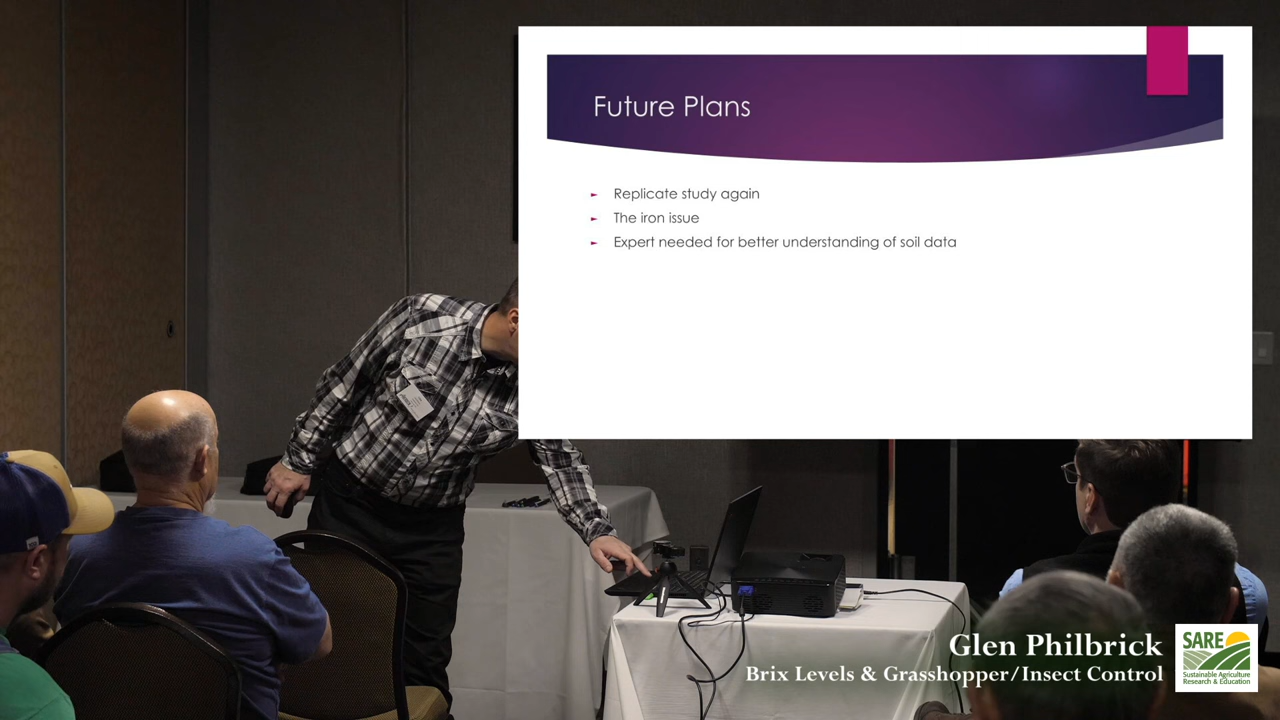 Future Plans
Replicate study again
The iron issue
Expert needed for better understanding of soil data
Glen Philbrick
Brix Levels & Grasshopper/Insect Control
SARE
Sustainable Agriculture
Research & Education